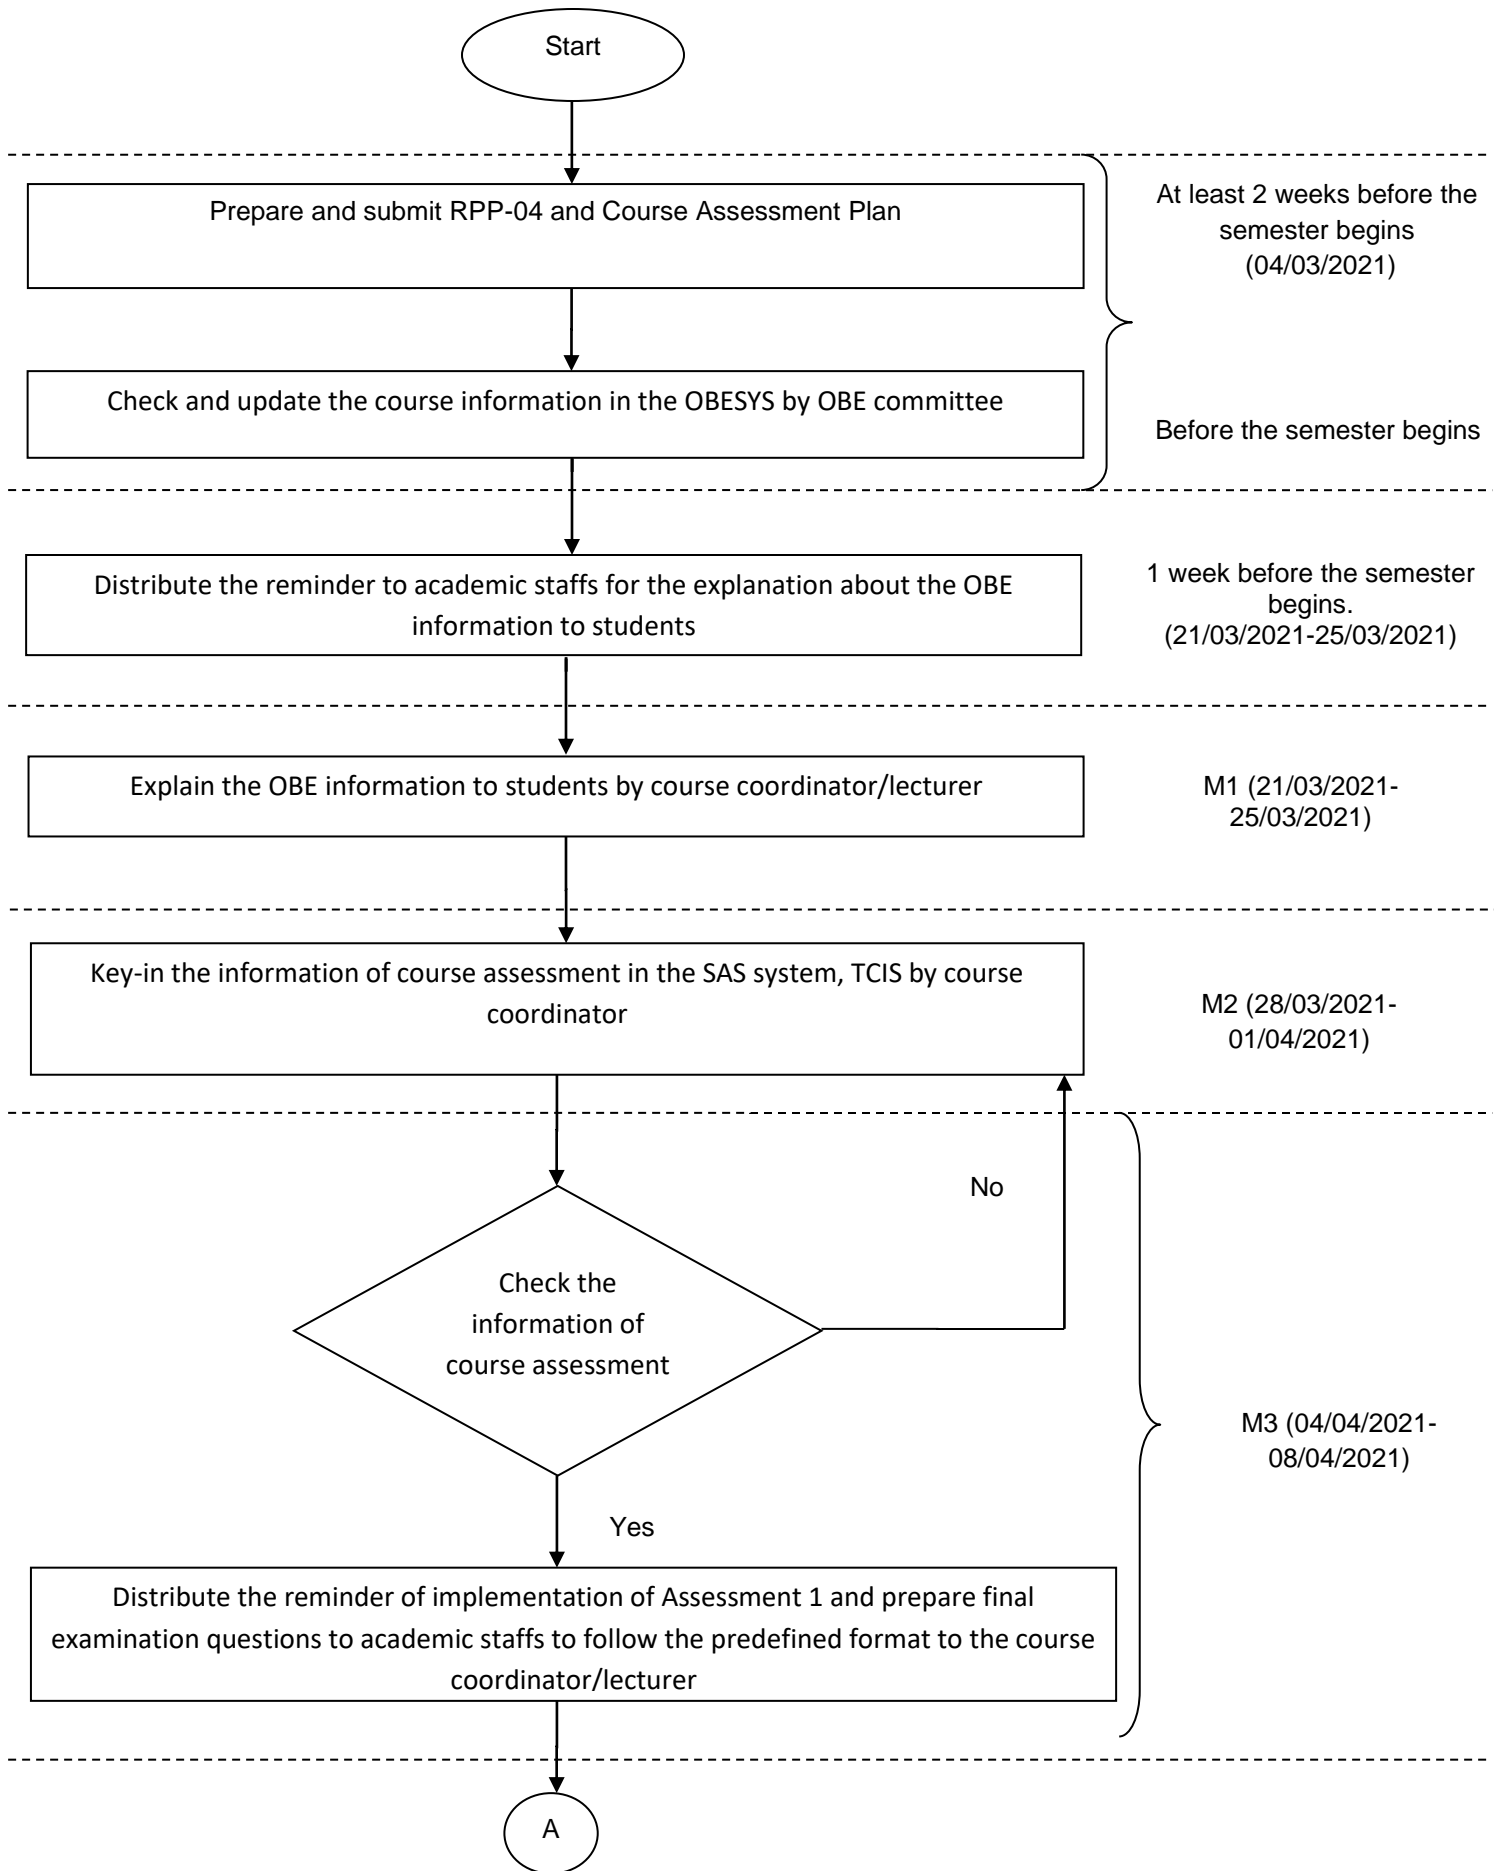 Start
Prepare and submit RPP-04 and Course Assessment Plan
At least 2 weeks before the
semester begins
(04/03/2021)
Check and update the course information in the OBESYS by OBE committee
Before the semester begins
Distribute the reminder to academic staffs for the explanation about the OBE
information to students
1 week before the semester
begins.
(21/03/2021-25/03/2021)
Explain the OBE information to students by course coordinator/lecturer
M1 (21/03/2021-
25/03/2021)
Key-in the information of course assessment in the SAS system, TCIS by course
coordinator
M2 (28/03/2021-
01/04/2021)
No
Check the
information of
course assessment
M3 (04/04/2021-
08/04/2021)
Yes
Distribute the reminder of implementation of Assessment 1 and prepare final
examination questions to academic staffs to follow the predefined format to the course
coordinator/lecturer
A